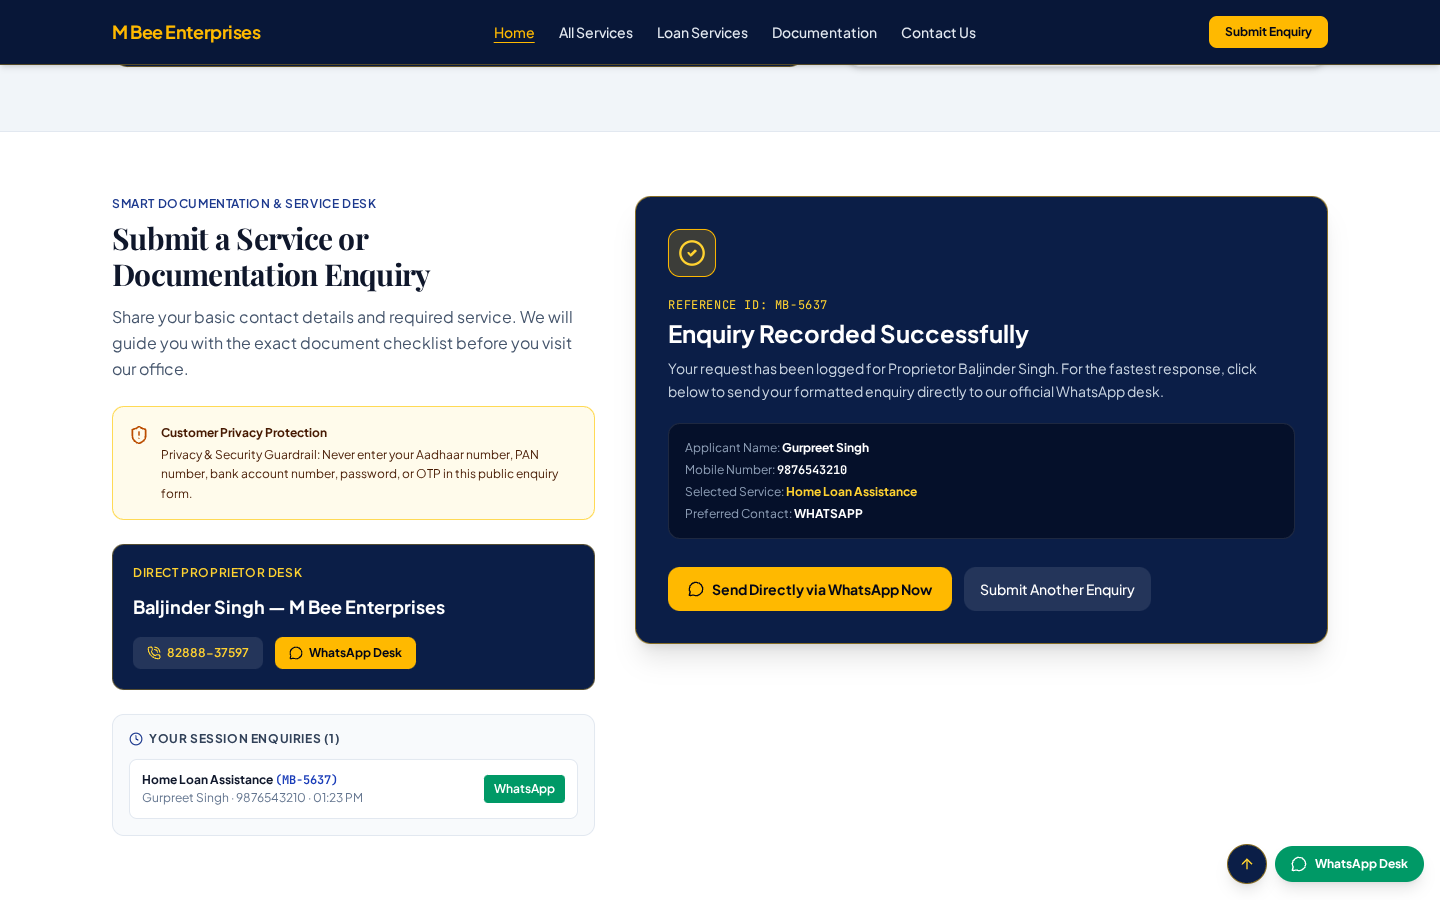 M Bee Enterprises
Home
All Services
Loan Services
Documentation
Contact Us
Submit Enquiry
SMART DOCUMENTATION & SERVICE DESK
Submit a Service or
Documentation Enquiry
Share your basic contact details and required service. We will
guide you with the exact document checklist before you visit
our office.
Customer Privacy Protection
Privacy & Security Guardrail: Never enter your Aadhaar number, PAN
number, bank account number, password, or OTP in this public enquiry
form.
DIRECT PROPRIETOR DESK
Baljinder Singh — M Bee Enterprises
82888-37597
WhatsApp Desk
YOUR SESSION ENQUIRIES (1)
Home Loan Assistance (MB-5637)
Gurpreet Singh · 9876543210 · 01:23 PM
WhatsApp
REFERENCE ID: MB-5637
Enquiry Recorded Successfully
Your request has been logged for Proprietor Baljinder Singh. For the fastest response, click
below to send your formatted enquiry directly to our official WhatsApp desk.
Applicant Name: Gurpreet Singh
Mobile Number: 9876543210
Selected Service: Home Loan Assistance
Preferred Contact: WHATSAPP
Send Directly via WhatsApp Now
Submit Another Enquiry
WhatsApp Desk